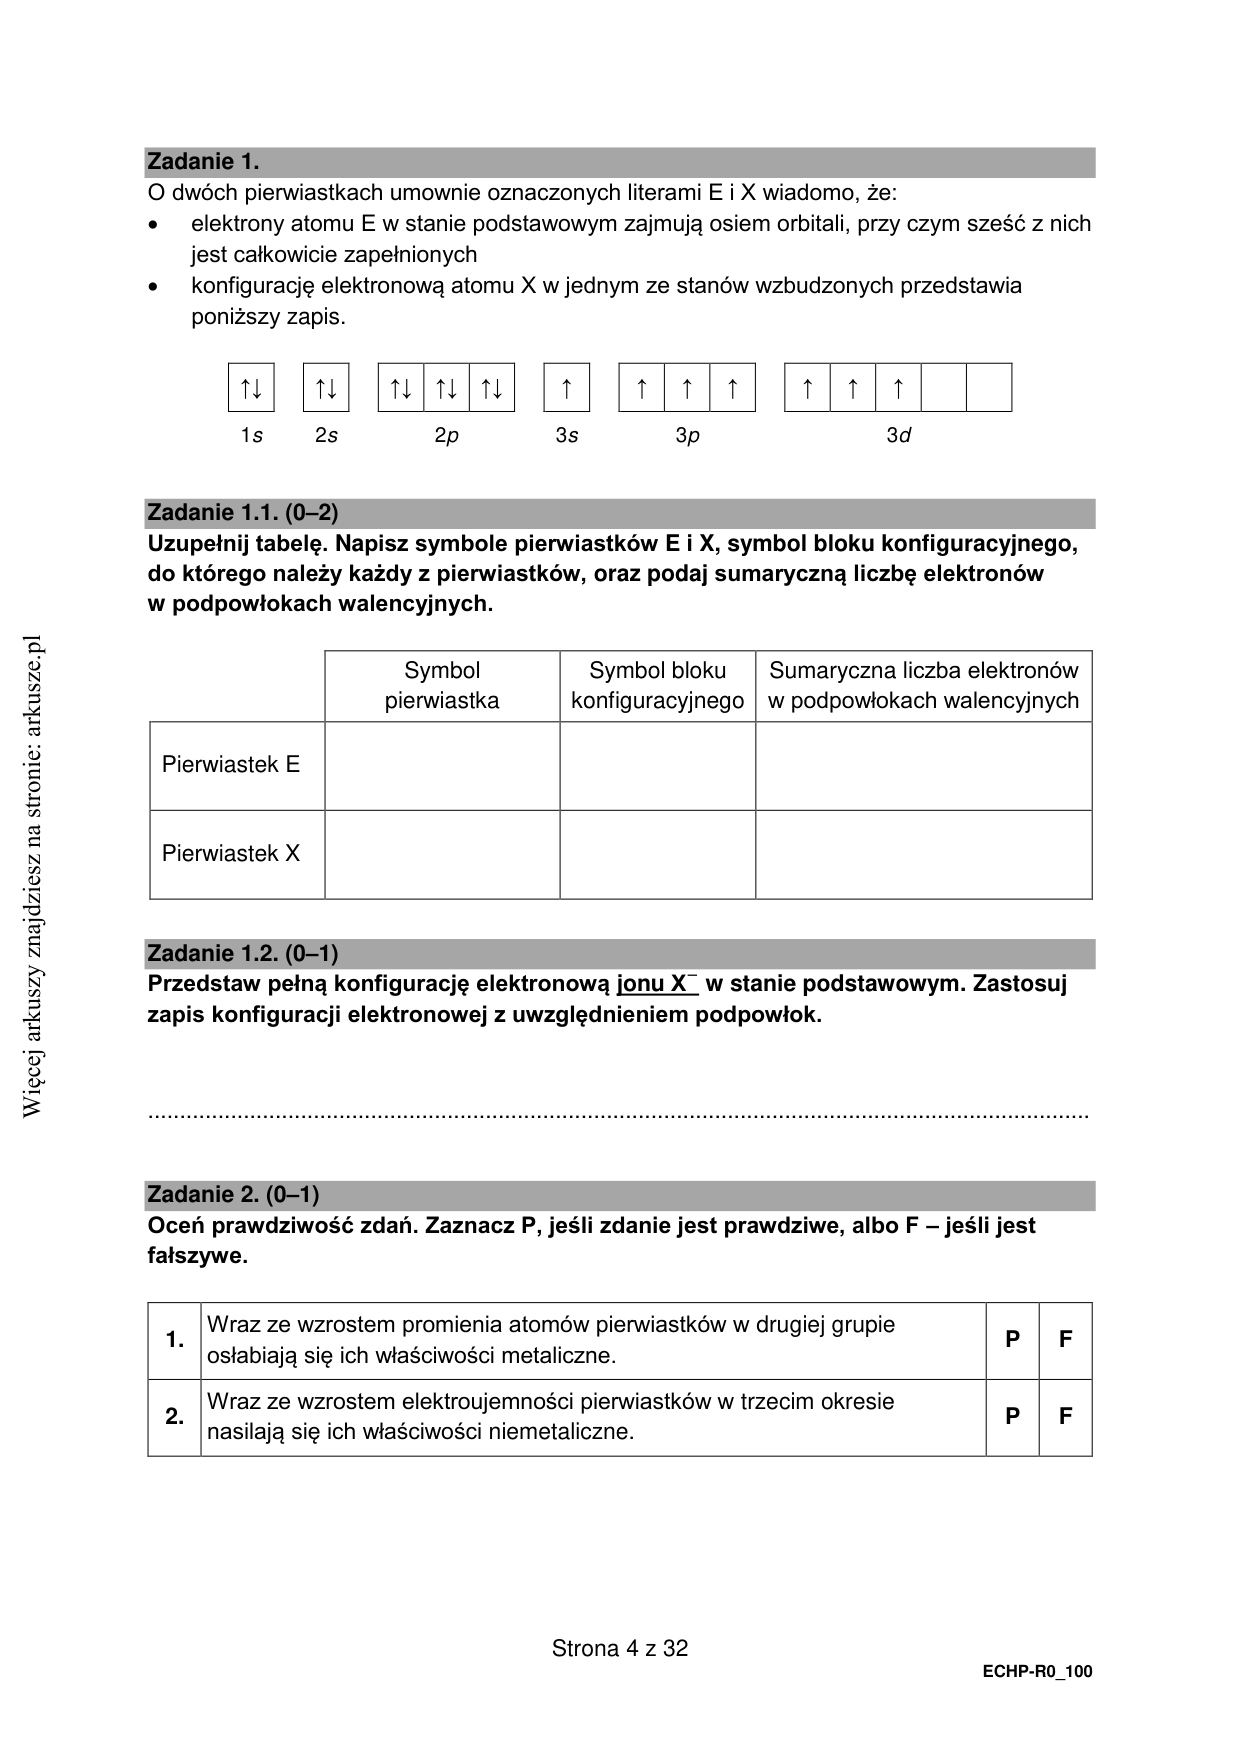 Zadanie 1.
O dwóch pierwiastkach umownie oznaczonych literami E i X wiadomo, że:
• elektrony atomu E w stanie podstawowym zajmują osiem orbitali, przy czym sześć z nich
jest całkowicie zapełnionych
• konfigurację elektronową atomu X w jednym ze stanów wzbudzonych przedstawia
poniższy zapis.
↑↓ ↑↓ ↑↓ ↑↓ ↑↓ ↑ ↑ ↑ ↑ ↑ ↑ ↑
1s 2s 2p 3s 3p 3d
Zadanie 1.1. (0–2)
Uzupełnij tabelę. Napisz symbole pierwiastków E i X, symbol bloku konfiguracyjnego,
do którego należy każdy z pierwiastków, oraz podaj sumaryczną liczbę elektronów
w podpowłokach walencyjnych.
Symbol
pierwiastka
Symbol bloku
konfiguracyjnego
Sumaryczna liczba elektronów
w podpowłokach walencyjnych
Pierwiastek E
Pierwiastek X
Zadanie 1.2. (0–1)
Przedstaw pełną konfigurację elektronową jonu X⁻ w stanie podstawowym. Zastosuj
zapis konfiguracji elektronowej z uwzględnieniem podpowłok.
....................................................................................................................................................
Zadanie 2. (0–1)
Oceń prawdziwość zdań. Zaznacz P, jeśli zdanie jest prawdziwe, albo F – jeśli jest
fałszywe.
1. Wraz ze wzrostem promienia atomów pierwiastków w drugiej grupie
osłabiają się ich właściwości metaliczne. P F
2. Wraz ze wzrostem elektroujemności pierwiastków w trzecim okresie
nasilają się ich właściwości niemetaliczne. P F
Strona 4 z 32
ECHP-R0_100
Więcej arkuszy znajdziesz na stronie: arkusze.pl